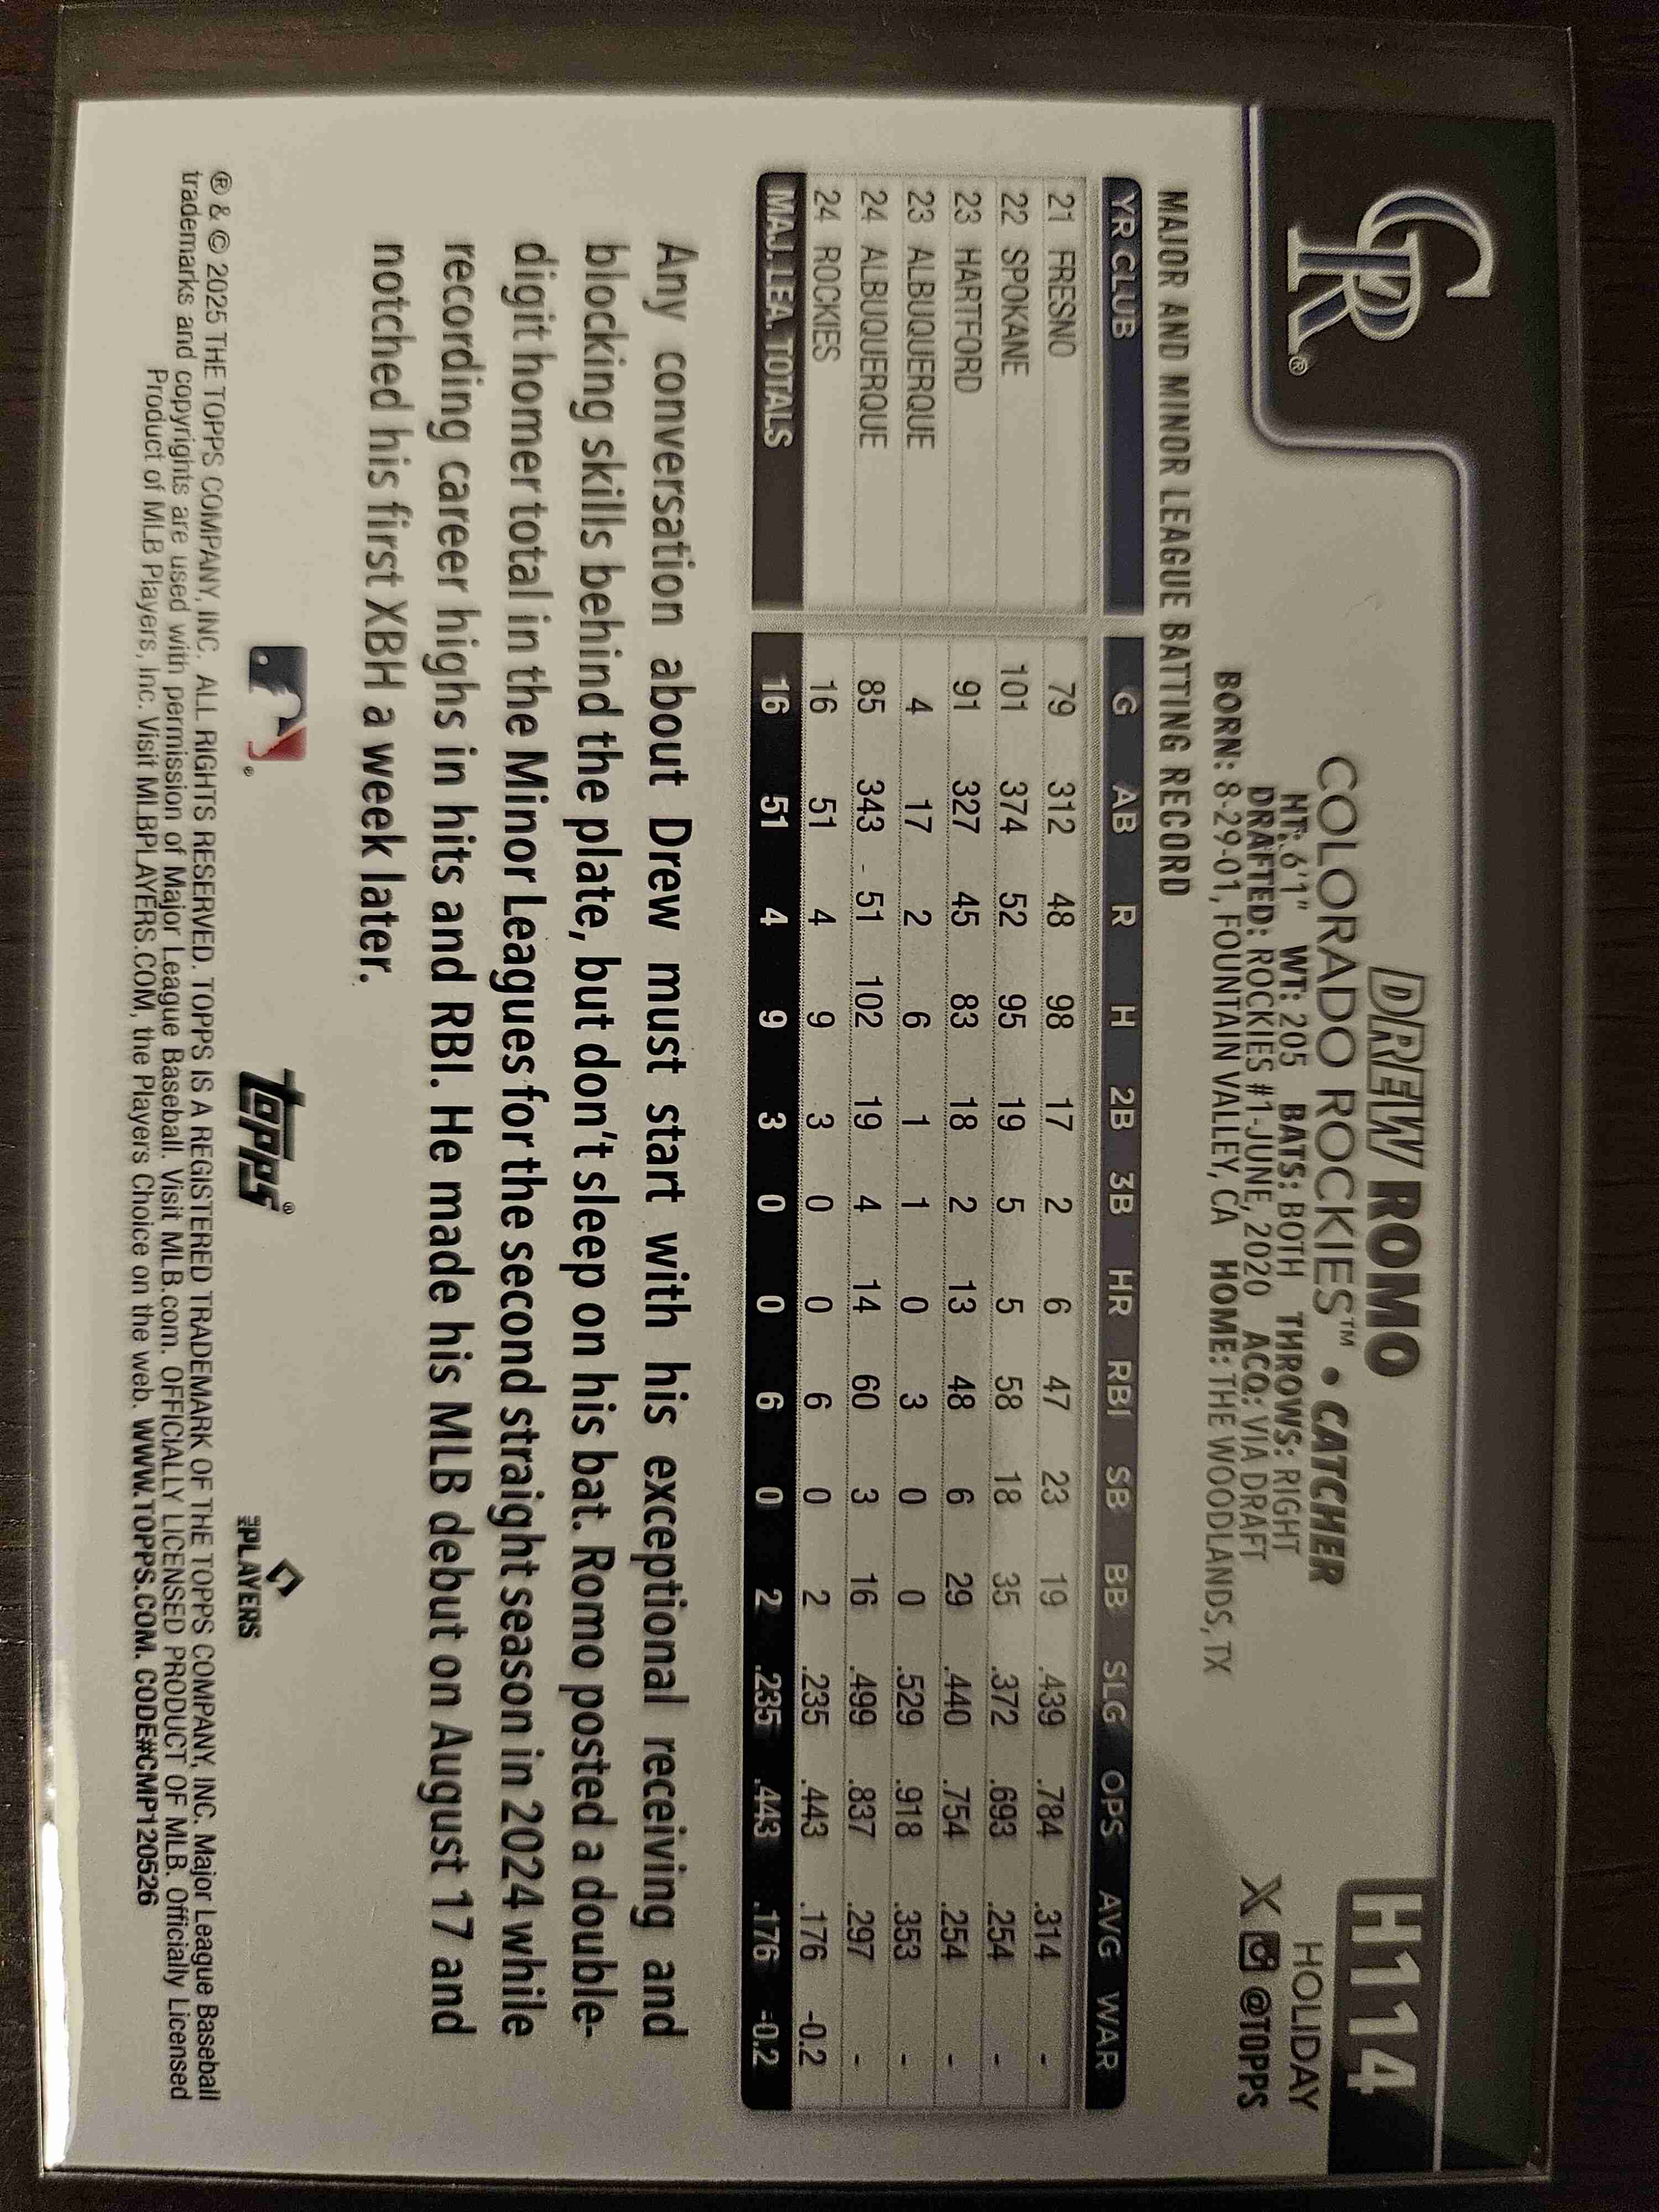 CR®
H114
HOLIDAY
X @TOPPS
DREW ROMO
COLORADO ROCKIES™ • CATCHER
HT: 6'1" WT: 205 BATS: BOTH THROWS: RIGHT
DRAFTED: ROCKIES #1-JUNE, 2020 ACQ: VIA DRAFT
BORN: 8-29-01, FOUNTAIN VALLEY, CA HOME: THE WOODLANDS, TX
MAJOR AND MINOR LEAGUE BATTING RECORD
YR CLUB G AB R H 2B 3B HR RBI SB BB SLG OPS AVG WAR
21 FRESNO 79 312 48 98 17 2 6 47 23 19 .439 .784 .314 -
22 SPOKANE 101 374 52 95 19 5 5 58 18 35 .372 .693 .254 -
23 HARTFORD 91 327 45 83 18 2 13 48 6 29 .440 .754 .254 -
23 ALBUQUERQUE 4 17 2 6 1 1 0 3 0 0 .529 .918 .353 -
24 ALBUQUERQUE 85 343 51 102 19 4 14 60 3 16 .499 .837 .297 -
24 ROCKIES 16 51 4 9 3 0 0 6 0 2 .235 .443 .176 -0.2
MAJ. LEA. TOTALS 16 51 4 9 3 0 0 6 0 2 .235 .443 .176 -0.2
Any conversation about Drew must start with his exceptional receiving and
blocking skills behind the plate, but don't sleep on his bat. Romo posted a double-
digit homer total in the Minor Leagues for the second straight season in 2024 while
recording career highs in hits and RBI. He made his MLB debut on August 17 and
notched his first XBH a week later.
topps®
THE PLAYERS
® & © 2025 THE TOPPS COMPANY, INC. ALL RIGHTS RESERVED. TOPPS IS A REGISTERED TRADEMARK OF THE TOPPS COMPANY, INC. Major League Baseball
trademarks and copyrights are used with permission of Major League Baseball. Visit MLB.com. OFFICIALLY LICENSED PRODUCT OF MLB. Officially Licensed
Product of MLB Players, Inc. Visit MLBPLAYERS.COM, the Players Choice on the web. WWW.TOPPS.COM. CODE#CMP120526